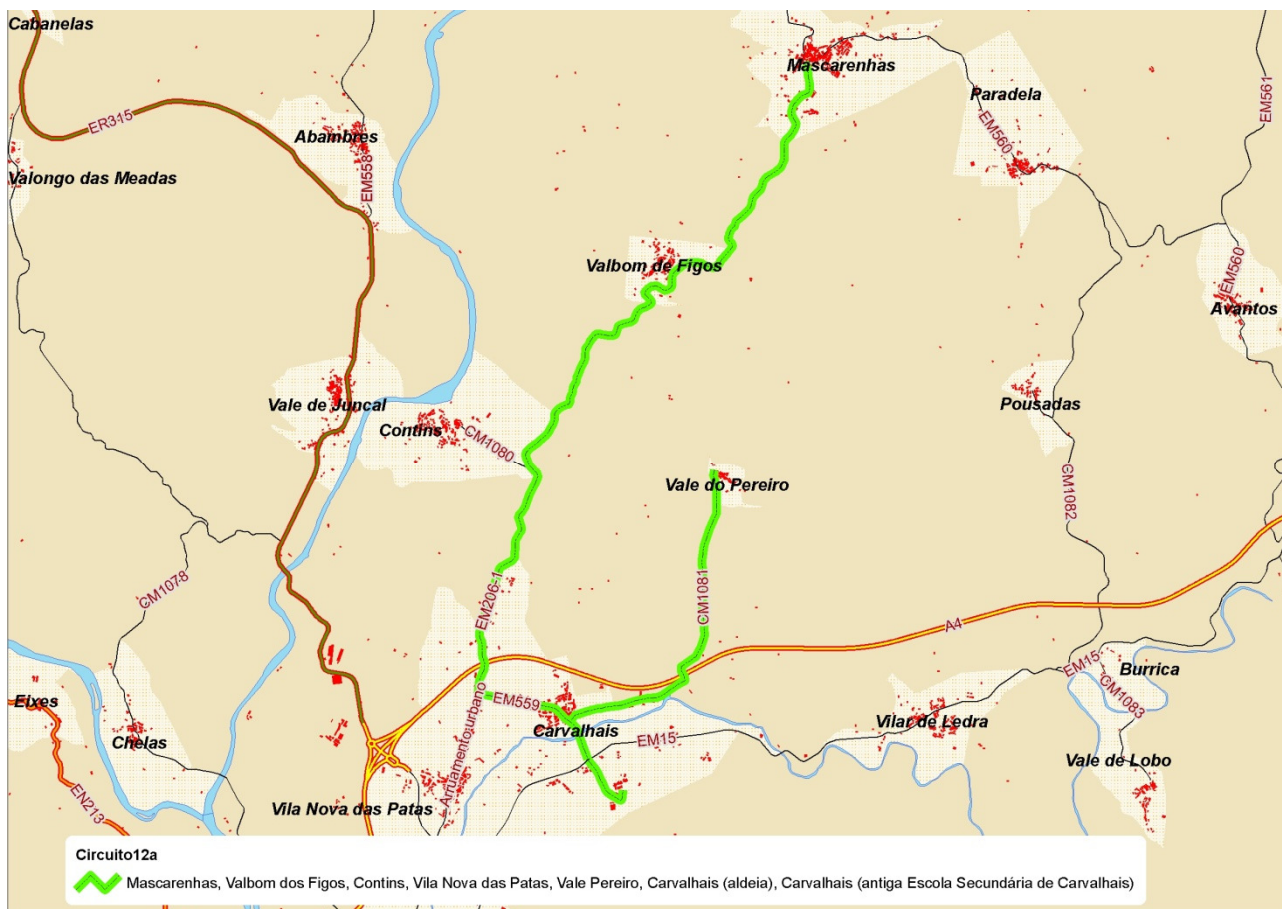 Cabanelas
Mascarenhas
Paradela
EM561
ER315
Abambres
EM560
EM558
Valongo das Meadas
Valbom de Figos
EM560
Avantos
Vale de Juncal
Pousadas
Contins
CM1080
Vale do Pereiro
CM1082
CM1078
EM206-1
CM1081
A4
EM15
Burrica
CM1083
Eixes
EM559
Arruamento urbano
Carvalhais
Vilar de Ledra
Chelas
EM15
Vale de Lobo
EN213
Vila Nova das Patas
Circuito12a
Mascarenhas, Valbom dos Figos, Contins, Vila Nova das Patas, Vale Pereiro, Carvalhais (aldeia), Carvalhais (antiga Escola Secundária de Carvalhais)